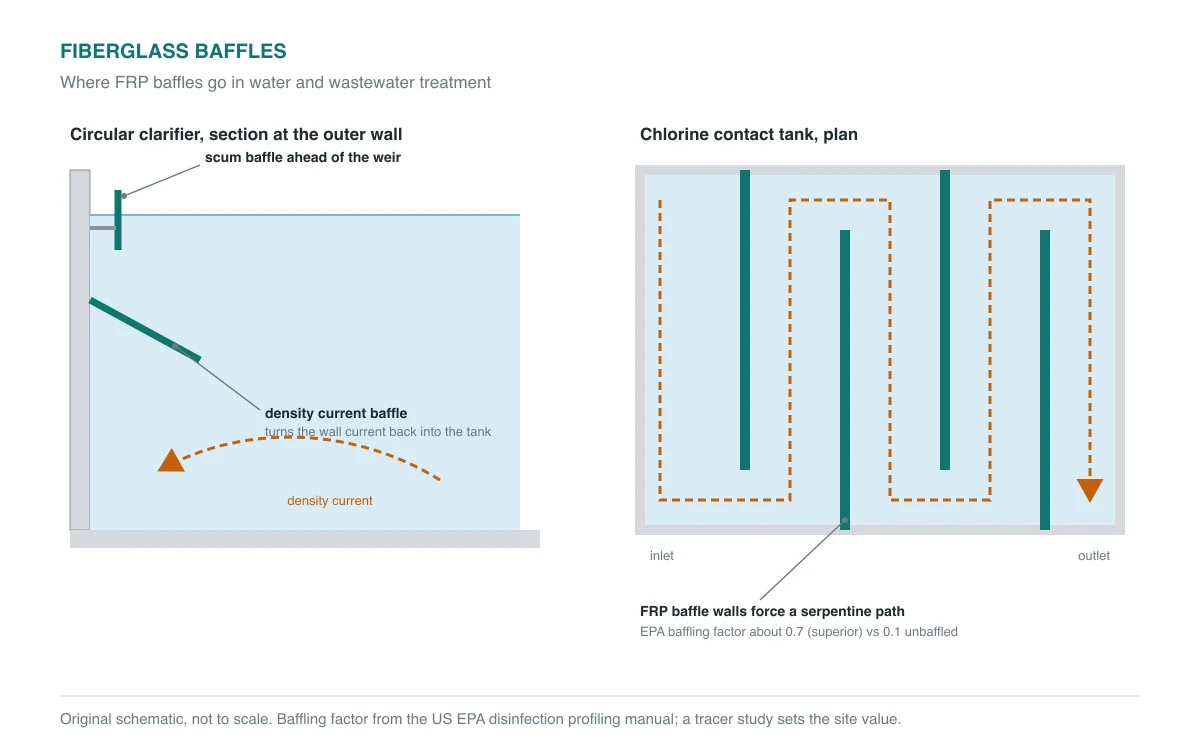 FIBERGLASS BAFFLES
Where FRP baffles go in water and wastewater treatment
Circular clarifier, section at the outer wall
scum baffle ahead of the weir
density current baffle
turns the wall current back into the tank
density current
Chlorine contact tank, plan
inlet
outlet
FRP baffle walls force a serpentine path
EPA baffling factor about 0.7 (superior) vs 0.1 unbaffled
Original schematic, not to scale. Baffling factor from the US EPA disinfection profiling manual; a tracer study sets the site value.